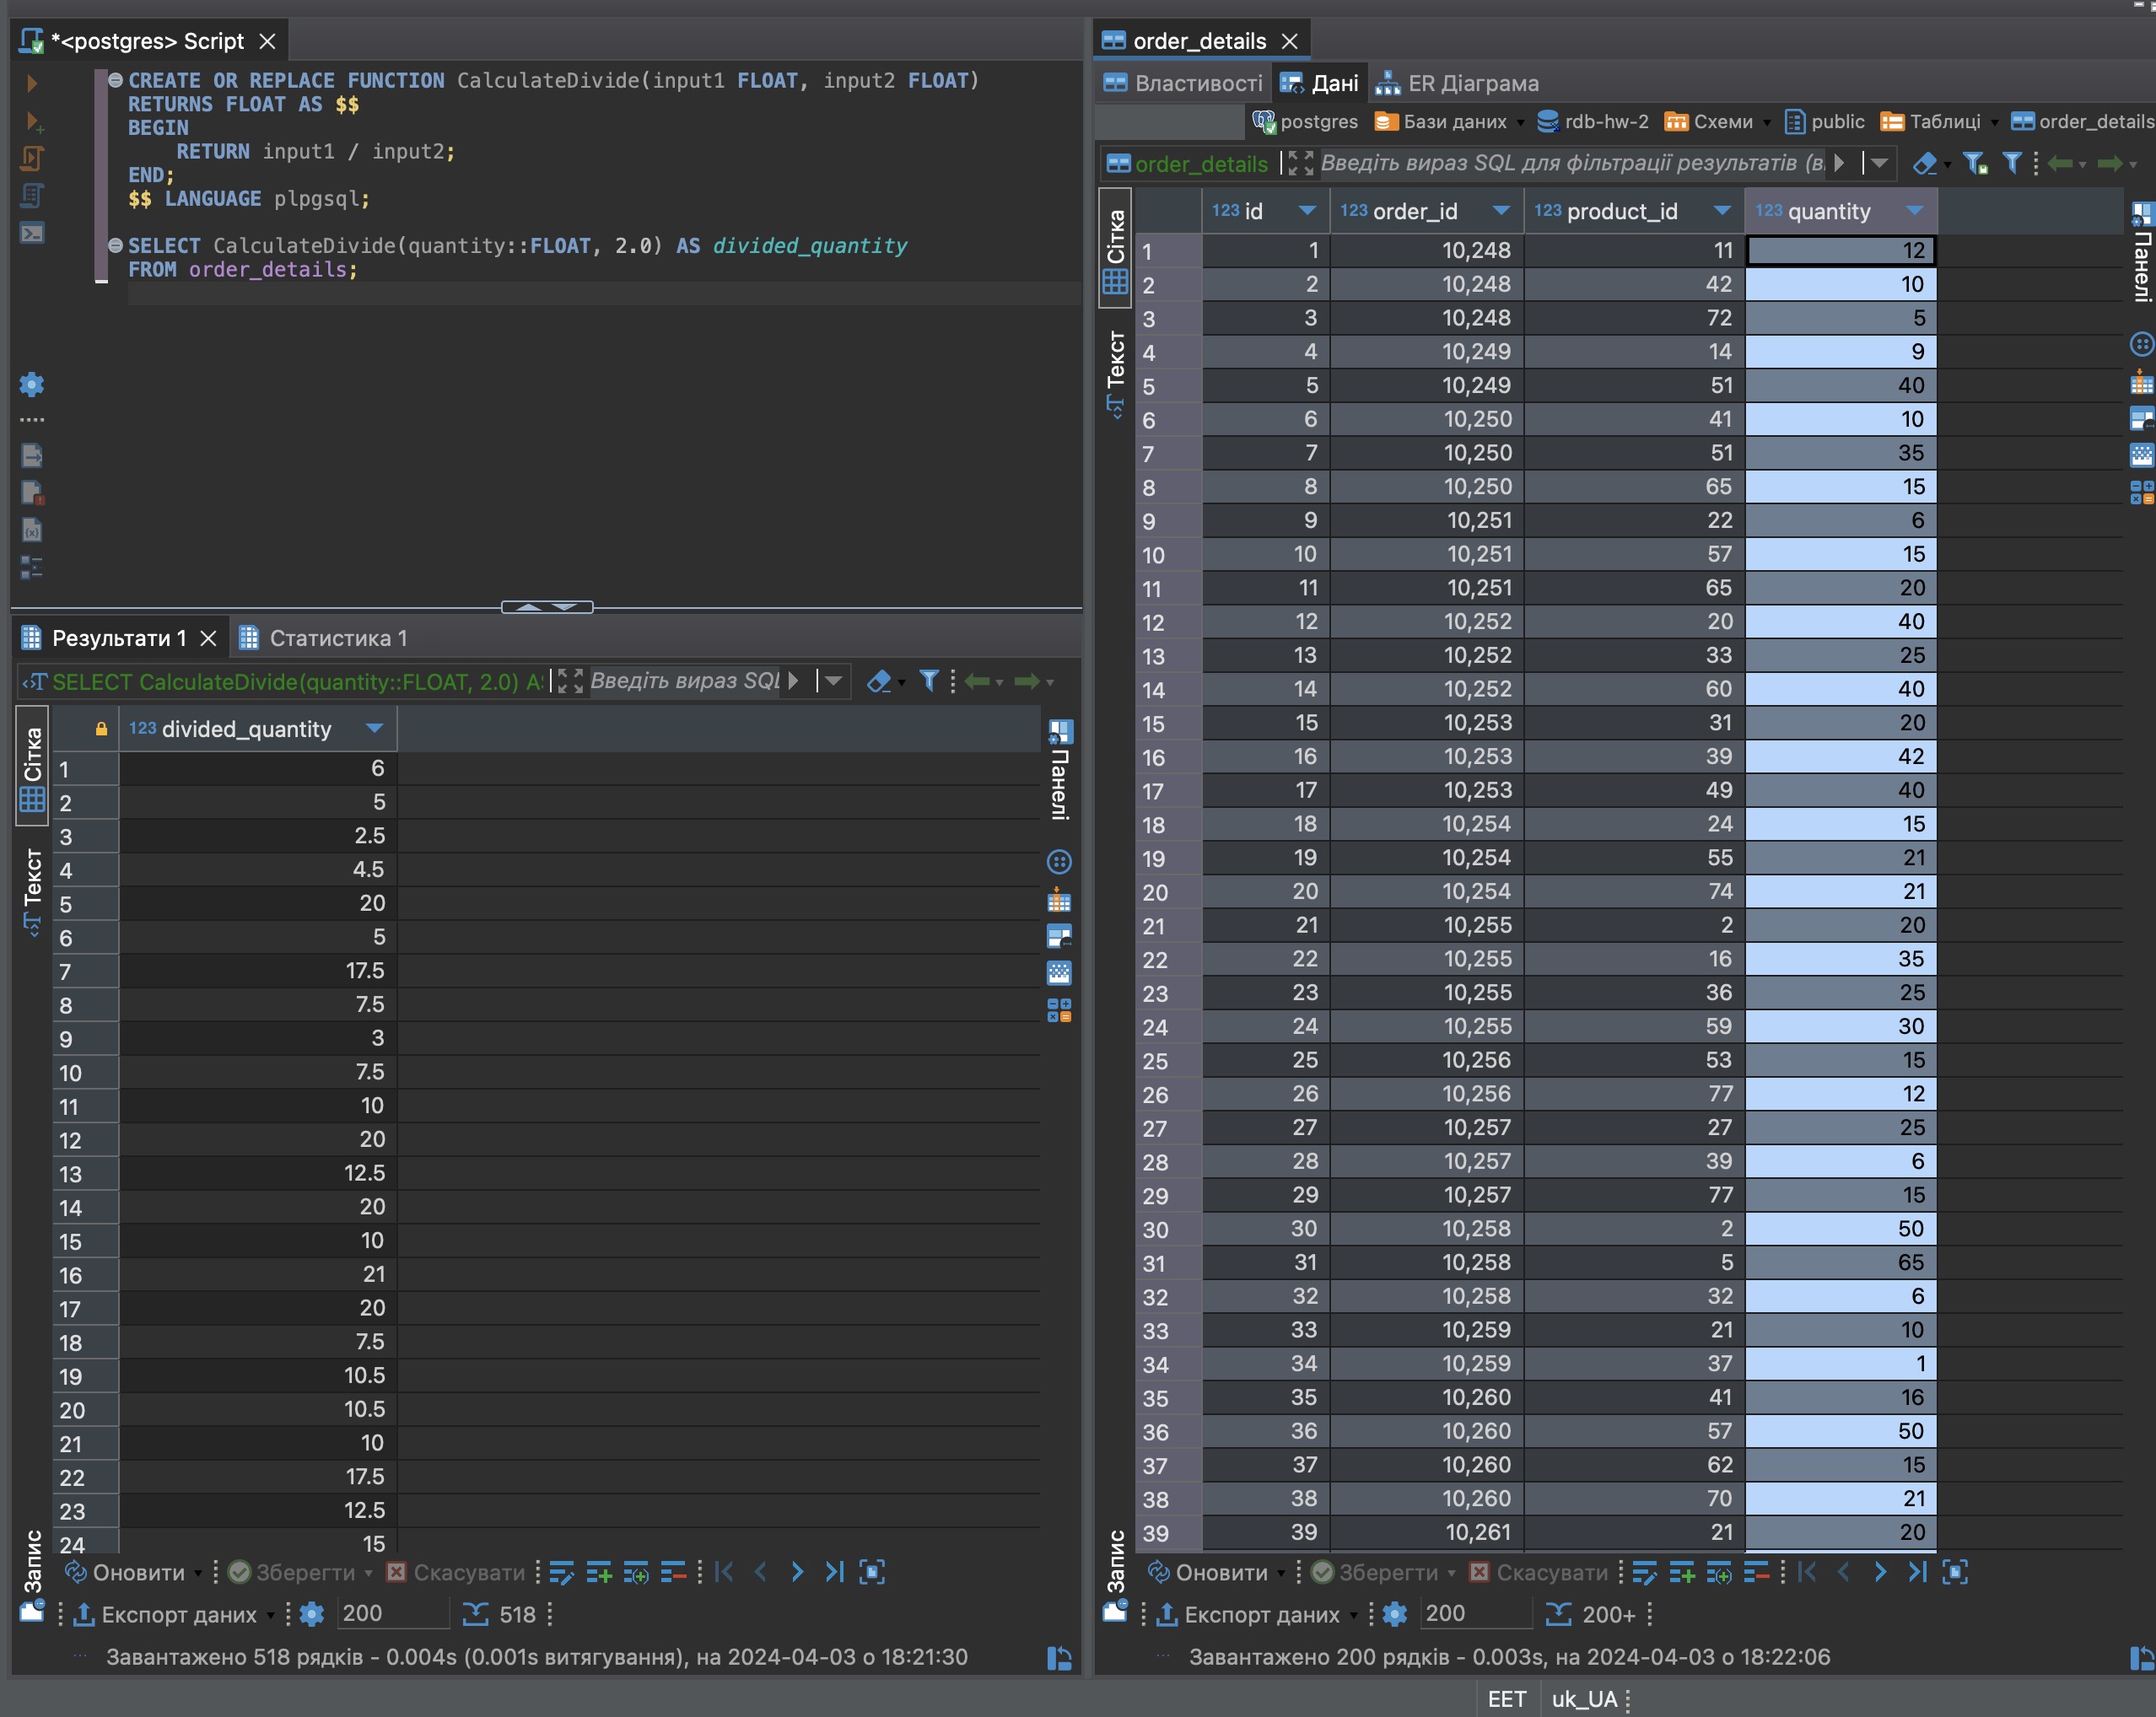 *<postgres> Script
CREATE OR REPLACE FUNCTION CalculateDivide(input1 FLOAT, input2 FLOAT)
RETURNS FLOAT AS $$
BEGIN
    RETURN input1 / input2;
END;
$$ LANGUAGE plpgsql;
SELECT CalculateDivide(quantity::FLOAT, 2.0) AS divided_quantity
FROM order_details;
Результати 1 Статистика 1
SELECT CalculateDivide(quantity::FLOAT, 2.0) A Введіть вираз SQL
Сітка
Текст
Запис
Панелі
123 divided_quantity
1 6
2 5
3 2.5
4 4.5
5 20
6 5
7 17.5
8 7.5
9 3
10 7.5
11 10
12 20
13 12.5
14 20
15 10
16 21
17 20
18 7.5
19 10.5
20 10.5
21 10
22 17.5
23 12.5
24 15
Оновити Зберегти Скасувати
Експорт даних 200 518
Завантажено 518 рядків - 0.004s (0.001s витягування), на 2024-04-03 о 18:21:30
order_details
Властивості Дані ER Діаграма
postgres Бази даних rdb-hw-2 Схеми public Таблиці order_details
order_details Введіть вираз SQL для фільтрації результатів (в
Сітка
Текст
Запис
Панелі
123 id 123 order_id 123 product_id 123 quantity
1 1 10,248 11 12
2 2 10,248 42 10
3 3 10,248 72 5
4 4 10,249 14 9
5 5 10,249 51 40
6 6 10,250 41 10
7 7 10,250 51 35
8 8 10,250 65 15
9 9 10,251 22 6
10 10 10,251 57 15
11 11 10,251 65 20
12 12 10,252 20 40
13 13 10,252 33 25
14 14 10,252 60 40
15 15 10,253 31 20
16 16 10,253 39 42
17 17 10,253 49 40
18 18 10,254 24 15
19 19 10,254 55 21
20 20 10,254 74 21
21 21 10,255 2 20
22 22 10,255 16 35
23 23 10,255 36 25
24 24 10,255 59 30
25 25 10,256 53 15
26 26 10,256 77 12
27 27 10,257 27 25
28 28 10,257 39 6
29 29 10,257 77 15
30 30 10,258 2 50
31 31 10,258 5 65
32 32 10,258 32 6
33 33 10,259 21 10
34 34 10,259 37 1
35 35 10,260 41 16
36 36 10,260 57 50
37 37 10,260 62 15
38 38 10,260 70 21
39 39 10,261 21 20
Оновити Зберегти Скасувати
Експорт даних 200 200+
Завантажено 200 рядків - 0.003s, на 2024-04-03 о 18:22:06
EET uk_UA